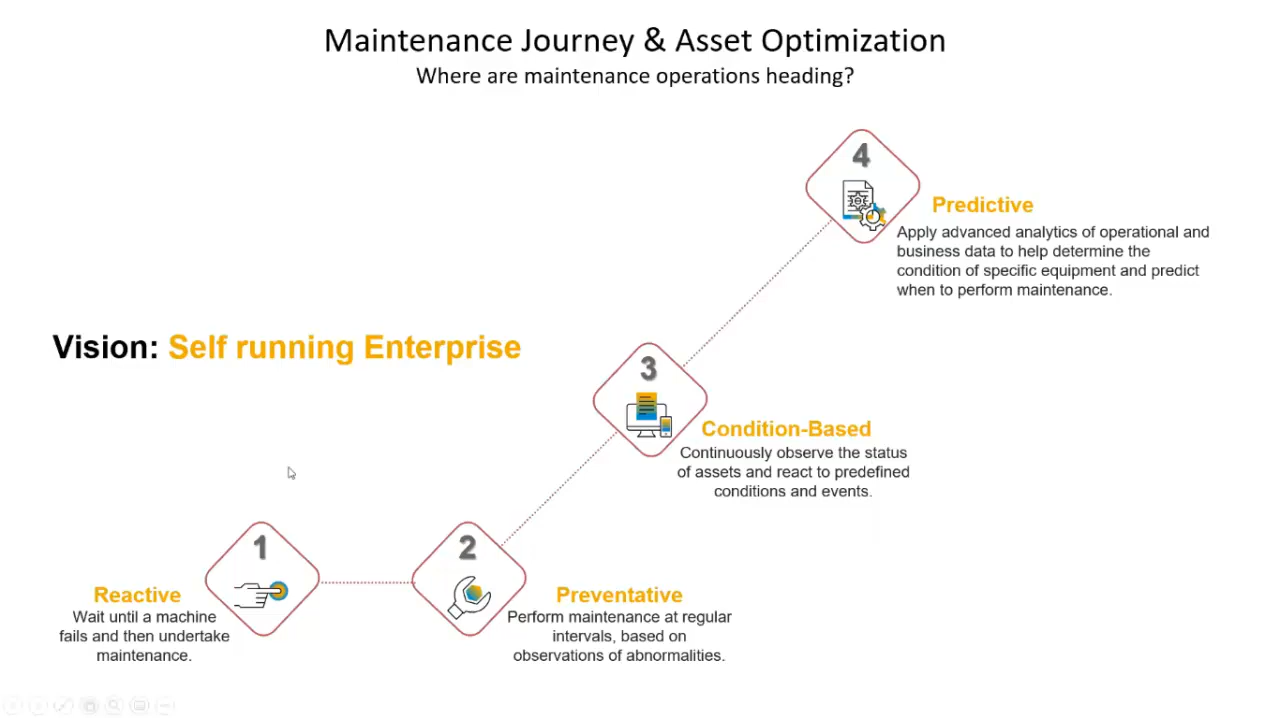 Maintenance Journey & Asset Optimization
Where are maintenance operations heading?
4
Predictive
Apply advanced analytics of operational and
business data to help determine the
condition of specific equipment and predict
when to perform maintenance.
Vision: Self running Enterprise
3
Condition-Based
Continuously observe the status
of assets and react to predefined
conditions and events.
1
Reactive
Wait until a machine
fails and then undertake
maintenance.
2
Preventative
Perform maintenance at regular
intervals, based on
observations of abnormalities.